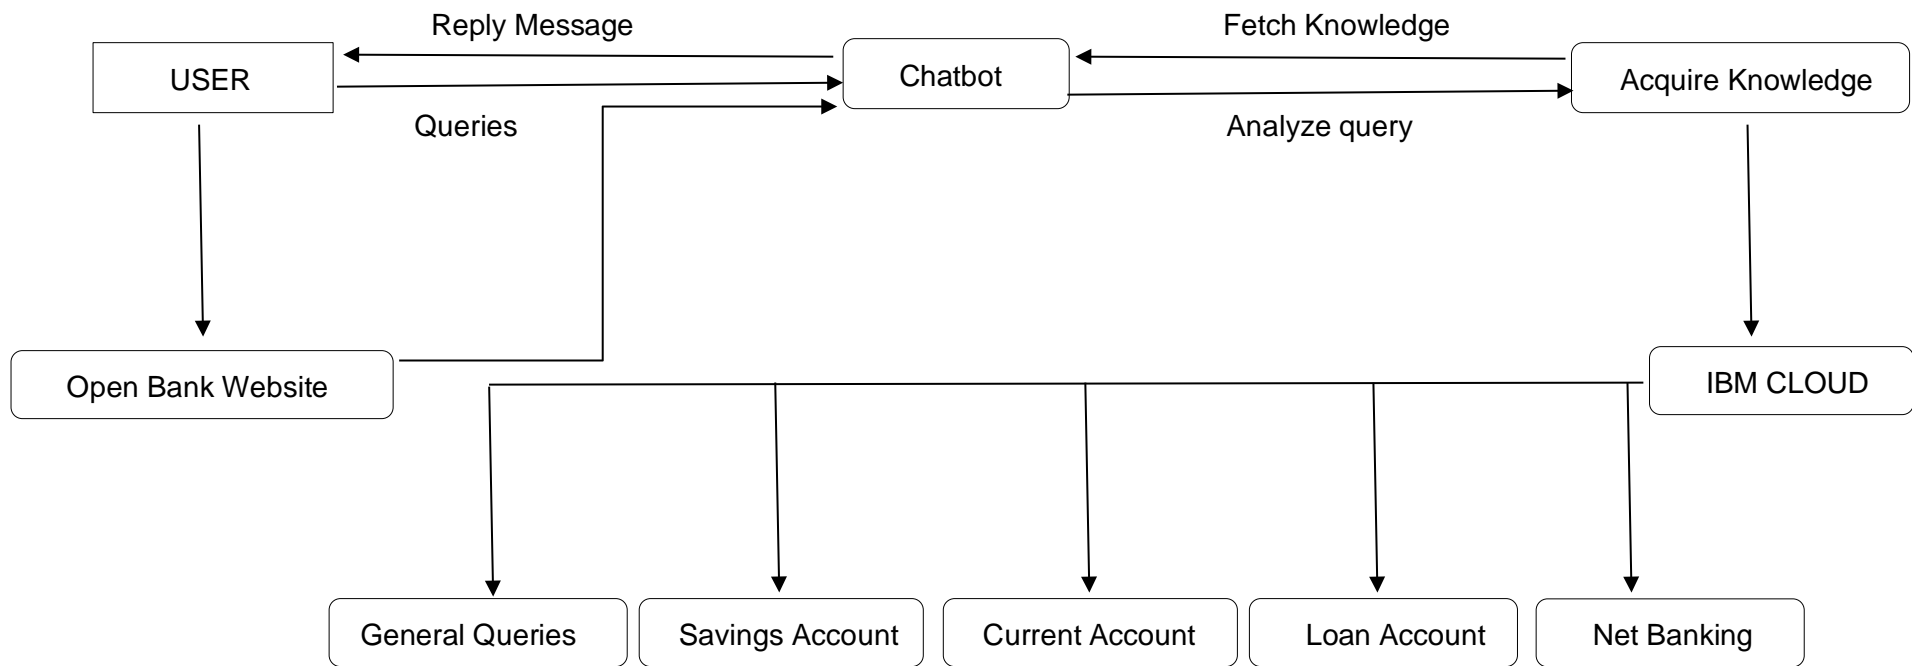 Reply Message
Fetch Knowledge
USER
Chatbot
Acquire Knowledge
Queries
Analyze query
Open Bank Website
IBM CLOUD
General Queries
Savings Account
Current Account
Loan Account
Net Banking